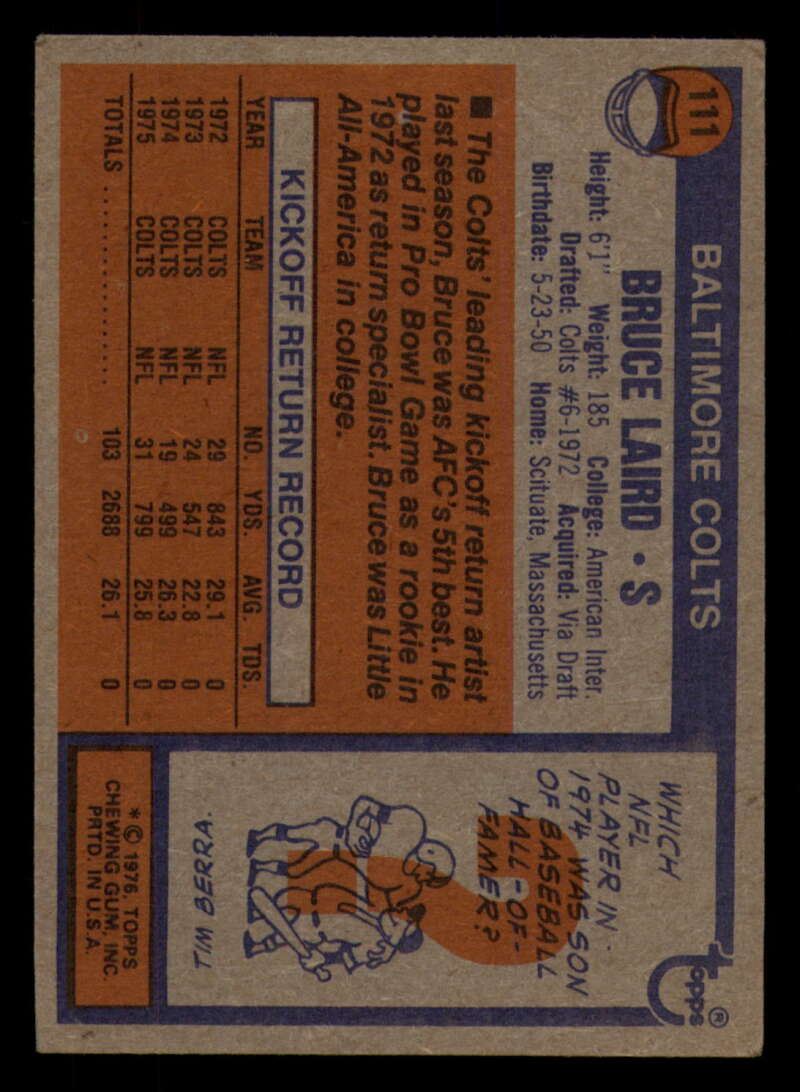 111
BALTIMORE COLTS
BRUCE LAIRD • S
Height: 6'1" Weight: 185 College: American Inter.
Drafted: Colts #6-1972 Acquired: Via Draft
Birthdate: 5-23-50 Home: Scituate, Massachusetts
■ The Colts' leading kickoff return artist
last season, Bruce was AFC's 5th best. He
played in Pro Bowl Game as a rookie in
1972 as return specialist. Bruce was Little
All-America in college.
KICKOFF RETURN RECORD
YEAR TEAM NO. YDS. AVG. TDS.
1972 COLTS NFL 29 843 29.1 0
1973 COLTS NFL 24 547 22.8 0
1974 COLTS NFL 19 499 26.3 0
1975 COLTS NFL 31 799 25.8 0
TOTALS ............... 103 2688 26.1 0
topps®
WHICH
NFL
PLAYER IN
1974 WAS SON
OF BASEBALL
HALL-OF-
FAMER?
?
TIM BERRA.
* © 1976, TOPPS
CHEWING GUM, INC.
PRTD. IN U.S.A.